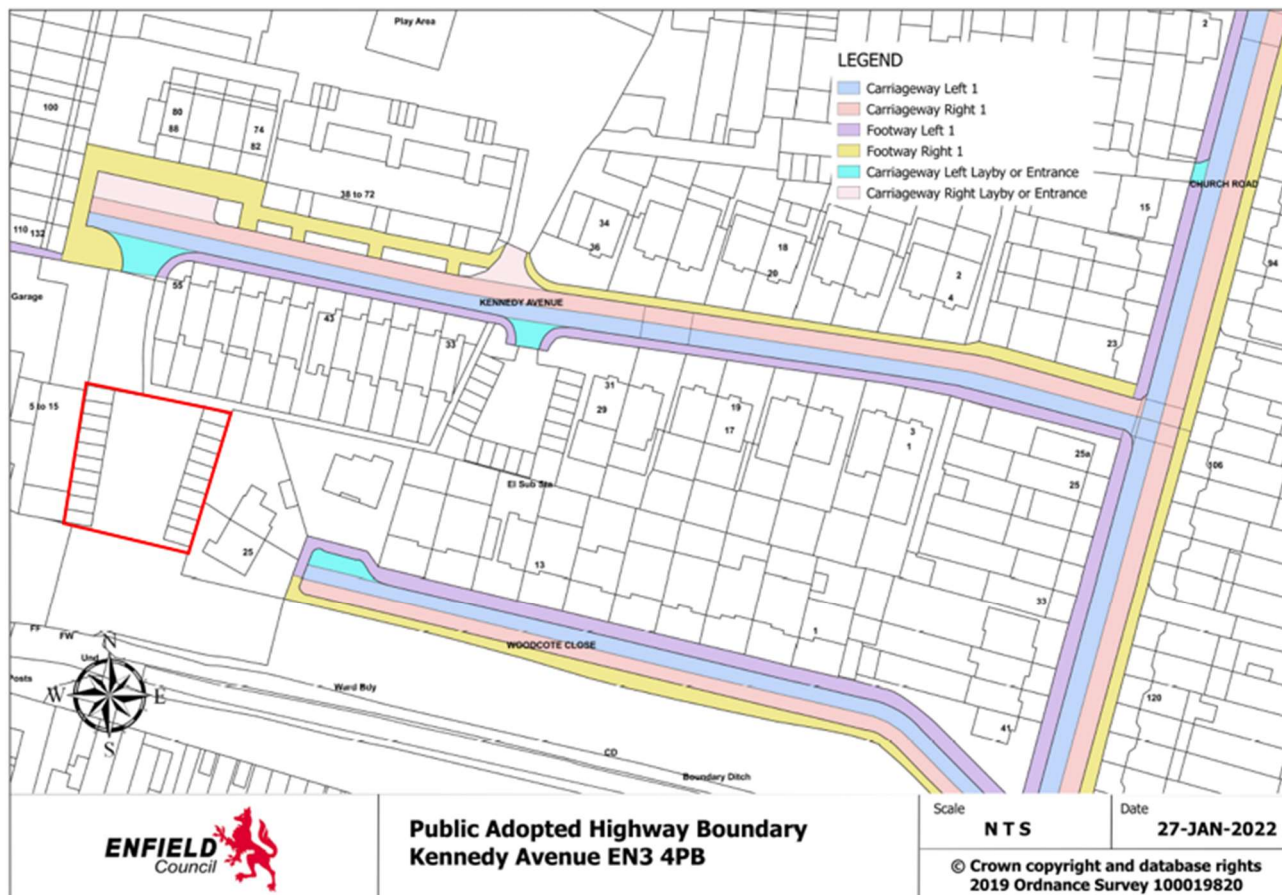 Play Area
2
LEGEND
Carriageway Left 1
Carriageway Right 1
Footway Left 1
Footway Right 1
Carriageway Left Layby or Entrance
Carriageway Right Layby or Entrance
100
80
88
74
82
38 to 72
34
36
18
20
2
4
15
CHURCH ROAD
94
110
132
Garage
55
43
33
KENNEDY AVENUE
23
5 to 15
31
29
19
17
3
1
25a
25
106
El Sub Sta
25
13
33
1
WOODCOTE CLOSE
FF
FW
Und
N
W
E
S
Ward Bdy
CD
Boundary Ditch
41
120
ENFIELD
Council
Public Adopted Highway Boundary
Kennedy Avenue EN3 4PB
Scale
N T S
Date
27-JAN-2022
© Crown copyright and database rights
2019 Ordnance Survey 100019820